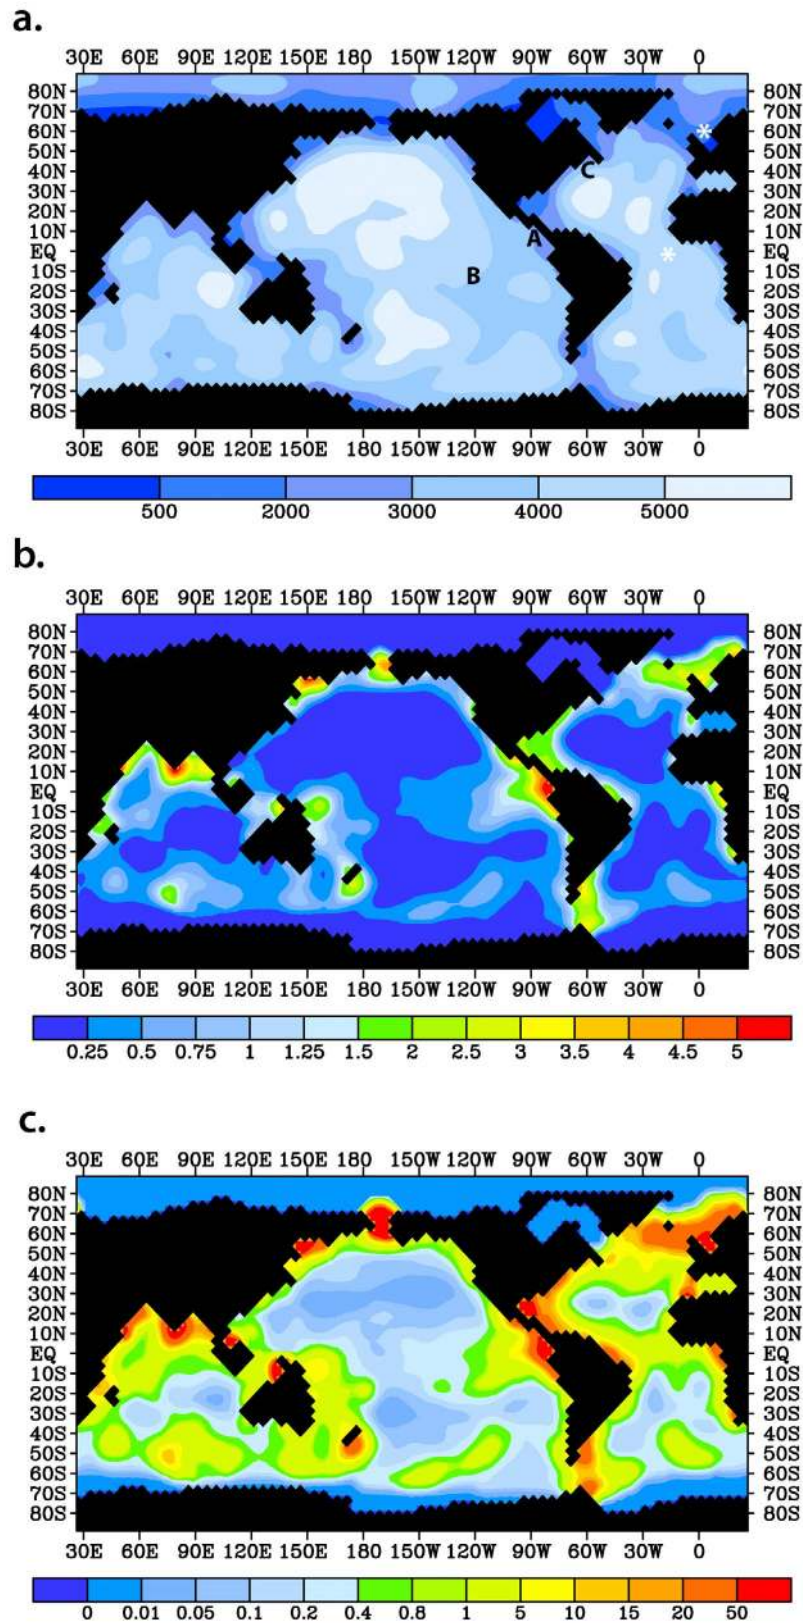 a.
30E 60E 90E 120E 150E 180 150W 120W 90W 60W 30W 0
80N 80N
70N 70N
60N * 60N
50N 50N
40N C 40N
30N 30N
20N 20N
10N A 10N
EQ * EQ
10S B 10S
20S 20S
30S 30S
40S 40S
50S 50S
60S 60S
70S 70S
80S 80S
30E 60E 90E 120E 150E 180 150W 120W 90W 60W 30W 0
500 2000 3000 4000 5000
b.
30E 60E 90E 120E 150E 180 150W 120W 90W 60W 30W 0
80N 80N
70N 70N
60N 60N
50N 50N
40N 40N
30N 30N
20N 20N
10N 10N
EQ EQ
10S 10S
20S 20S
30S 30S
40S 40S
50S 50S
60S 60S
70S 70S
80S 80S
30E 60E 90E 120E 150E 180 150W 120W 90W 60W 30W 0
0.25 0.5 0.75 1 1.25 1.5 2 2.5 3 3.5 4 4.5 5
c.
30E 60E 90E 120E 150E 180 150W 120W 90W 60W 30W 0
80N 80N
70N 70N
60N 60N
50N 50N
40N 40N
30N 30N
20N 20N
10N 10N
EQ EQ
10S 10S
20S 20S
30S 30S
40S 40S
50S 50S
60S 60S
70S 70S
80S 80S
30E 60E 90E 120E 150E 180 150W 120W 90W 60W 30W 0
0 0.01 0.05 0.1 0.2 0.4 0.8 1 5 10 15 20 50